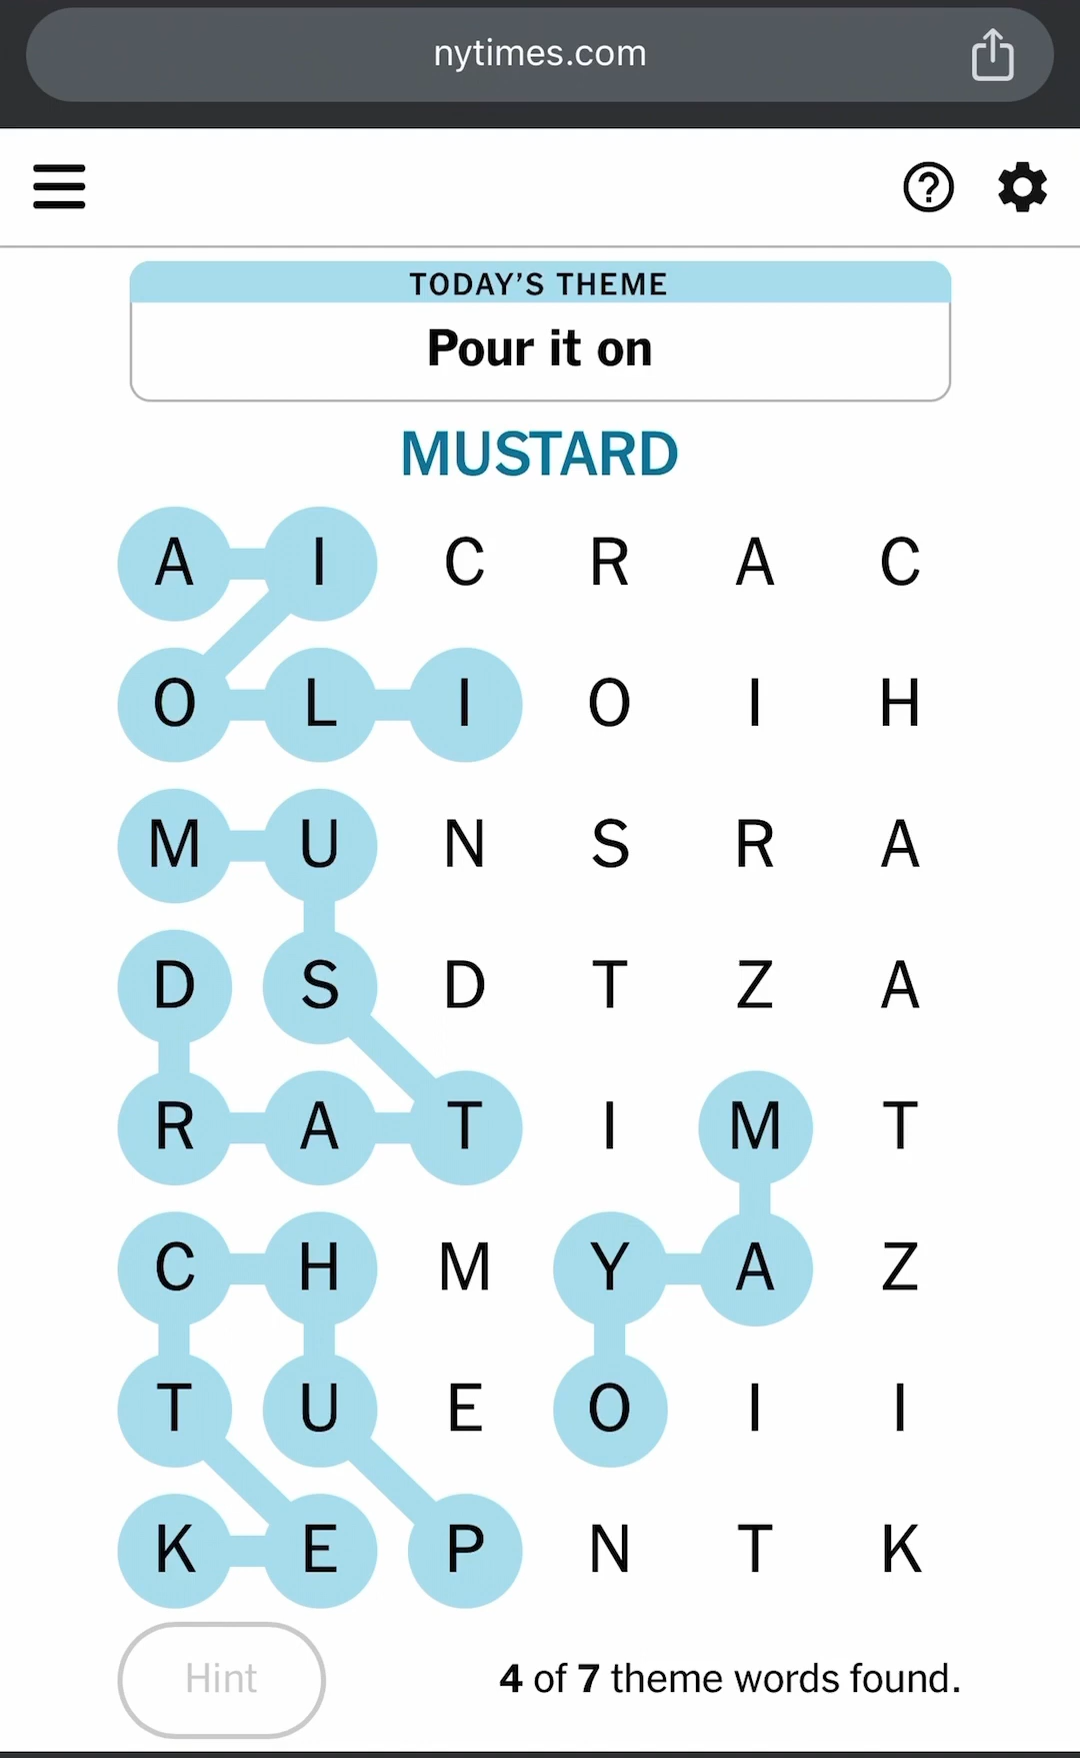 nytimes.com
?
TODAY’S THEME
Pour it on
MUSTARD
A I C R A C
O L I O I H
M U N S R A
D S D T Z A
R A T I M T
C H M Y A Z
T U E O I I
K E P N T K
Hint
4 of 7 theme words found.